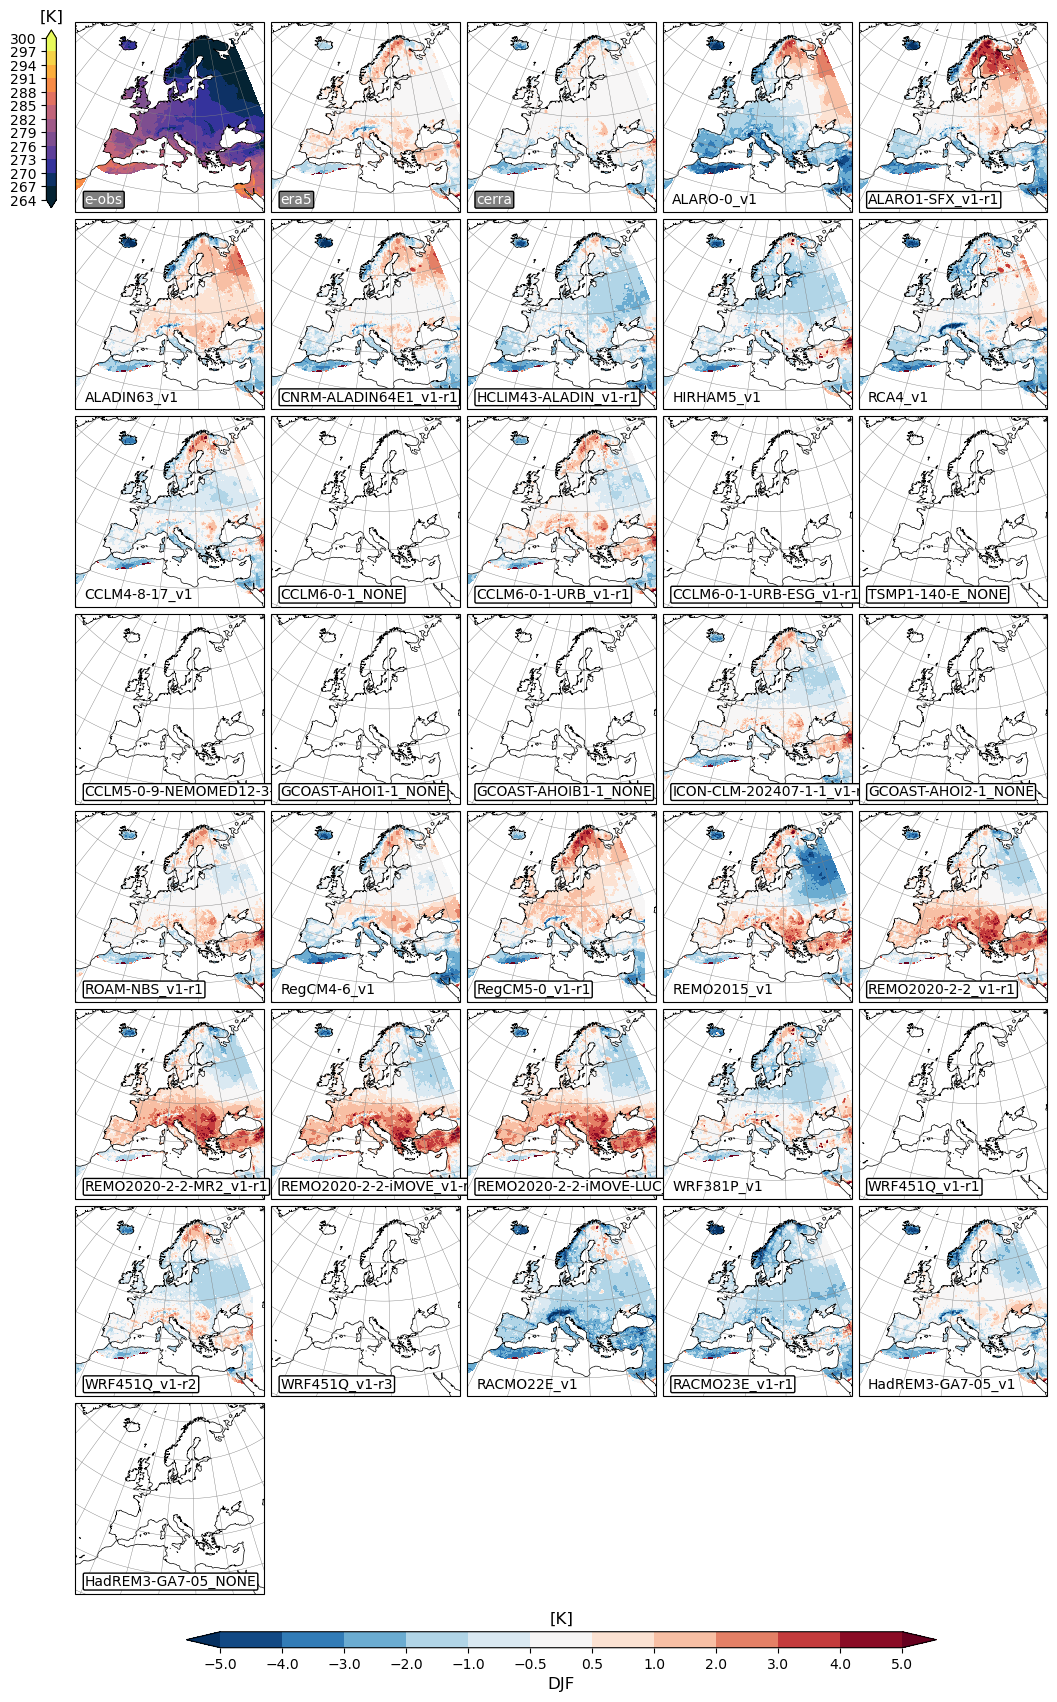 [K]
300
297
294
291
288
285
282
279
276
273
270
267
264
e-obs
era5
cerra
ALARO-0_v1
ALARO1-SFX_v1-r1
ALADIN63_v1
CNRM-ALADIN64E1_v1-r1
HCLIM43-ALADIN_v1-r1
HIRHAM5_v1
RCA4_v1
CCLM4-8-17_v1
CCLM6-0-1_NONE
CCLM6-0-1-URB_v1-r1
CCLM6-0-1-URB-ESG_v1-r1
TSMP1-140-E_NONE
CCLM5-0-9-NEMOMED12-3-
GCOAST-AHOI1-1_NONE
GCOAST-AHOIB1-1_NONE
ICON-CLM-202407-1-1_v1-r
GCOAST-AHOI2-1_NONE
ROAM-NBS_v1-r1
RegCM4-6_v1
RegCM5-0_v1-r1
REMO2015_v1
REMO2020-2-2_v1-r1
REMO2020-2-2-MR2_v1-r1
REMO2020-2-2-iMOVE_v1-r
REMO2020-2-2-iMOVE-LUC
WRF381P_v1
WRF451Q_v1-r1
WRF451Q_v1-r2
WRF451Q_v1-r3
RACMO22E_v1
RACMO23E_v1-r1
HadREM3-GA7-05_v1
HadREM3-GA7-05_NONE
[K]
−5.0 −4.0 −3.0 −2.0 −1.0 −0.5 0.5 1.0 2.0 3.0 4.0 5.0
DJF